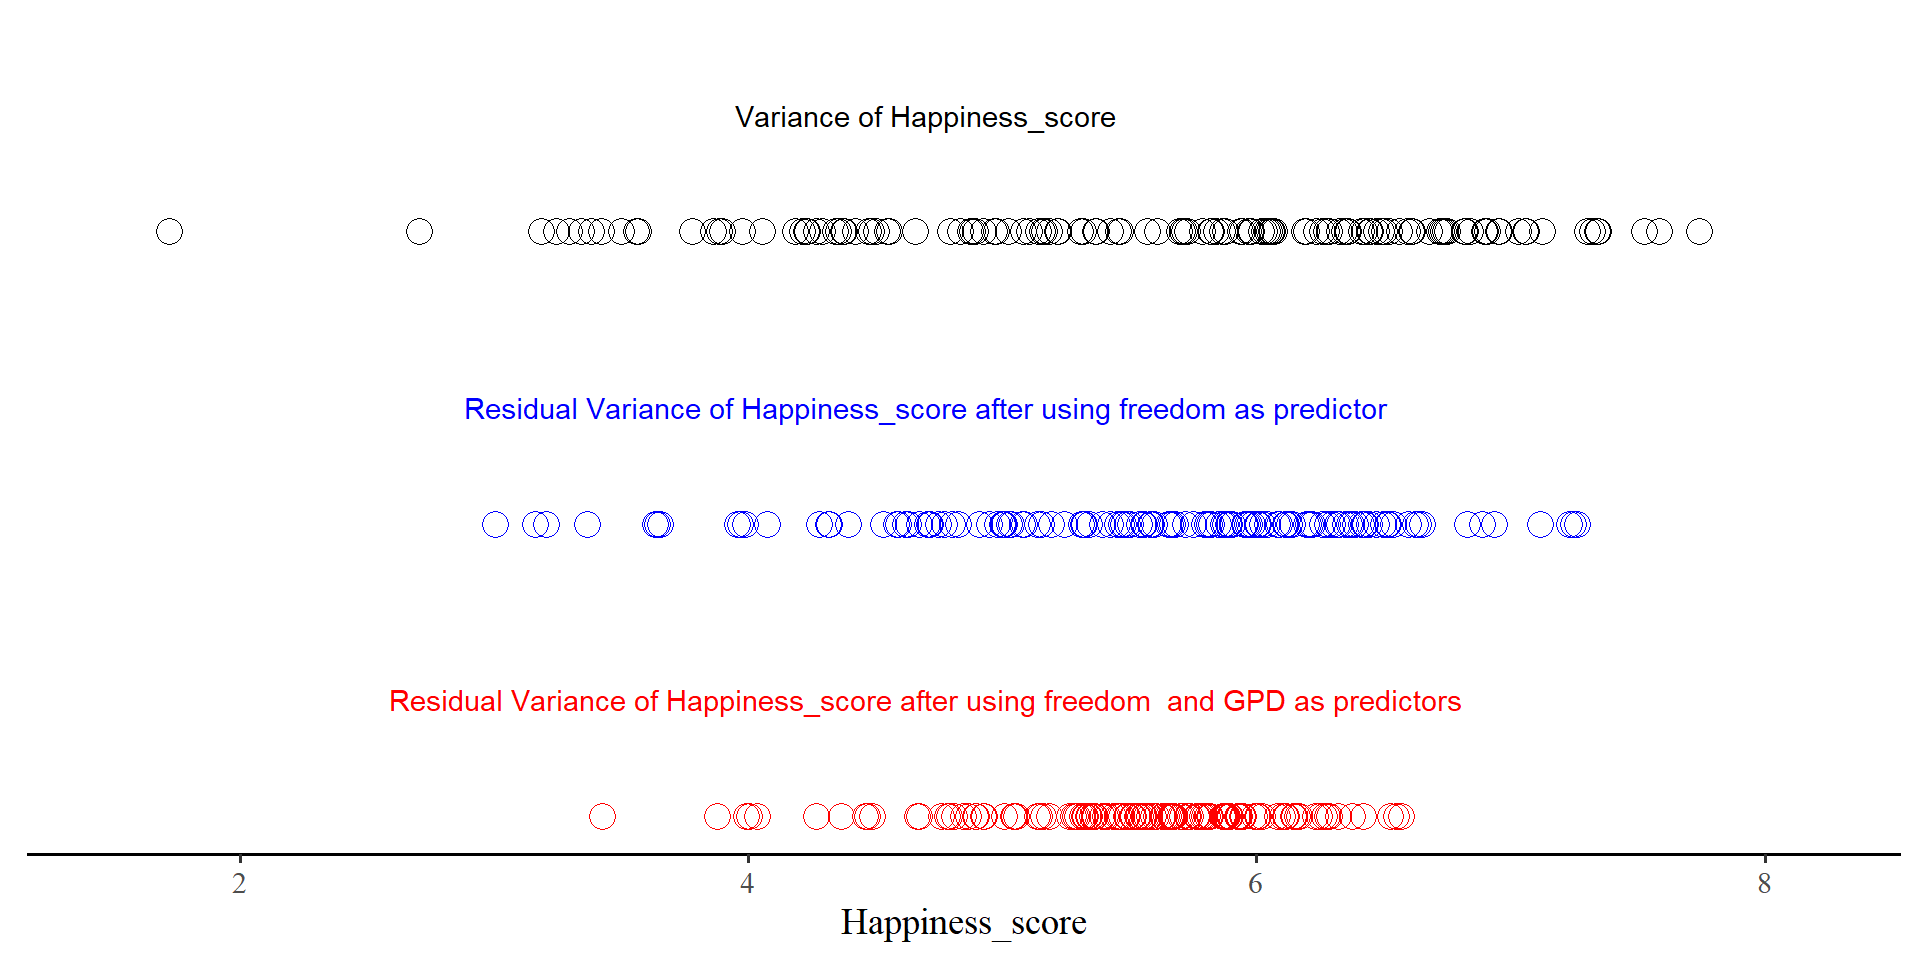 Variance of Happiness_score
Residual Variance of Happiness_score after using freedom as predictor
Residual Variance of Happiness_score after using freedom  and GPD as predictors
2 4 6 8
Happiness_score